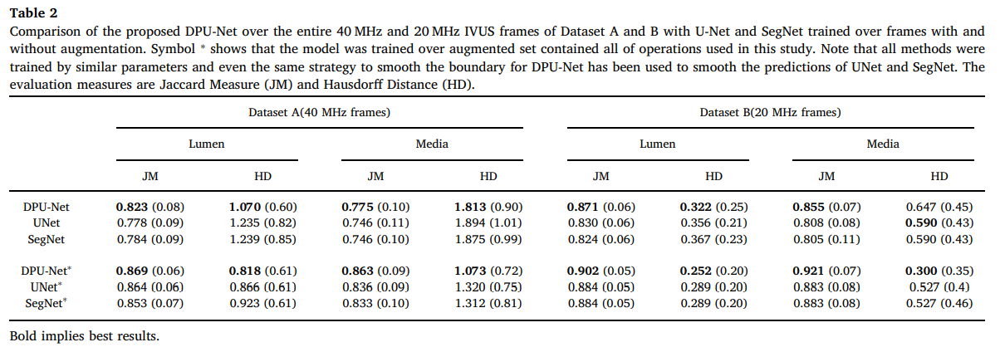 Table 2
Comparison of the proposed DPU-Net over the entire 40 MHz and 20 MHz IVUS frames of Dataset A and B with U-Net and SegNet trained over frames with and
without augmentation. Symbol * shows that the model was trained over augmented set contained all of operations used in this study. Note that all methods were
trained by similar parameters and even the same strategy to smooth the boundary for DPU-Net has been used to smooth the predictions of UNet and SegNet. The
evaluation measures are Jaccard Measure (JM) and Hausdorff Distance (HD).
Dataset A(40 MHz frames) Dataset B(20 MHz frames)
Lumen Media Lumen Media
JM HD JM HD JM HD JM HD
DPU-Net 0.823 (0.08) 1.070 (0.60) 0.775 (0.10) 1.813 (0.90) 0.871 (0.06) 0.322 (0.25) 0.855 (0.07) 0.647 (0.45)
UNet 0.778 (0.09) 1.235 (0.82) 0.746 (0.11) 1.894 (1.01) 0.830 (0.06) 0.356 (0.21) 0.808 (0.08) 0.590 (0.43)
SegNet 0.784 (0.09) 1.239 (0.85) 0.746 (0.10) 1.875 (0.99) 0.824 (0.06) 0.367 (0.23) 0.805 (0.11) 0.590 (0.43)
DPU-Net* 0.869 (0.06) 0.818 (0.61) 0.863 (0.09) 1.073 (0.72) 0.902 (0.05) 0.252 (0.20) 0.921 (0.07) 0.300 (0.35)
UNet* 0.864 (0.06) 0.866 (0.61) 0.836 (0.09) 1.320 (0.75) 0.884 (0.05) 0.289 (0.20) 0.883 (0.08) 0.527 (0.4)
SegNet* 0.853 (0.07) 0.923 (0.61) 0.833 (0.10) 1.312 (0.81) 0.884 (0.05) 0.289 (0.20) 0.883 (0.08) 0.527 (0.46)
Bold implies best results.